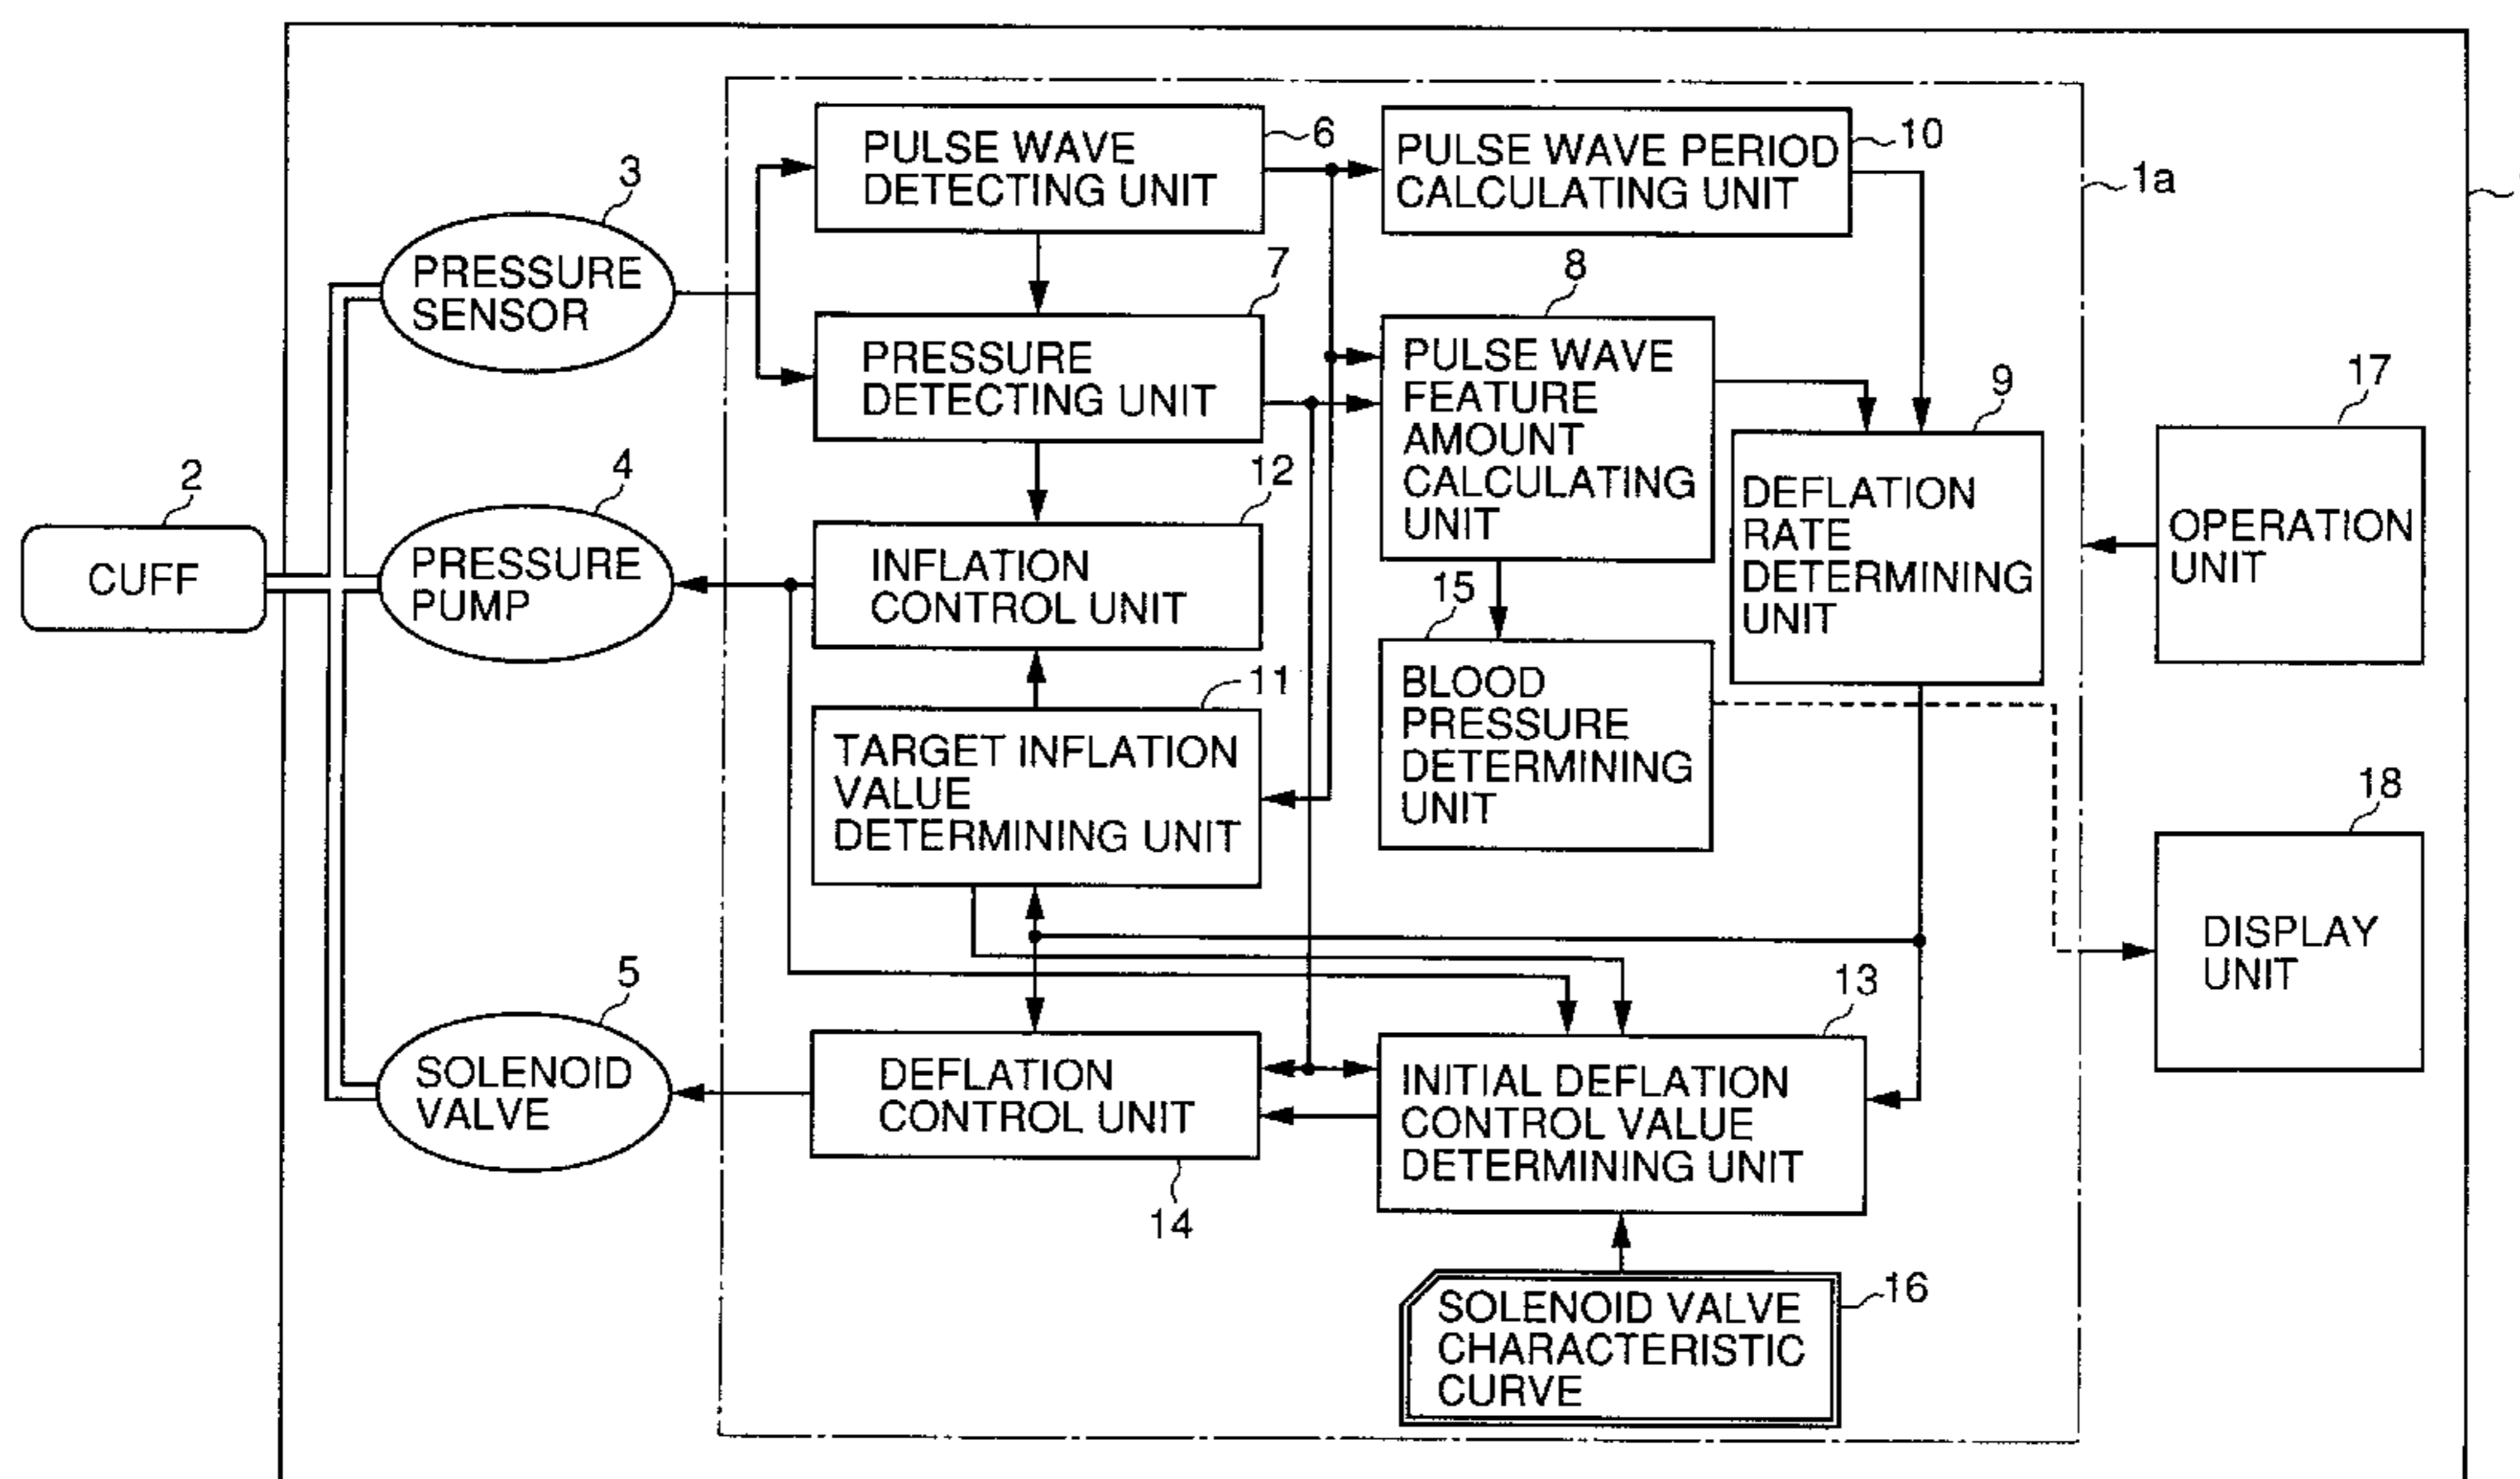 6
PULSE WAVE
DETECTING UNIT
10
PULSE WAVE PERIOD
CALCULATING UNIT
1a
3
PRESSURE
SENSOR
7
PRESSURE
DETECTING UNIT
8
PULSE WAVE
FEATURE
AMOUNT
CALCULATING
UNIT
9
DEFLATION
RATE
DETERMINING
UNIT
17
OPERATION
UNIT
2
CUFF
4
PRESSURE
PUMP
12
INFLATION
CONTROL UNIT
15
BLOOD
PRESSURE
DETERMINING
UNIT
11
TARGET INFLATION
VALUE
DETERMINING UNIT
18
DISPLAY
UNIT
5
SOLENOID
VALVE
DEFLATION
CONTROL UNIT
14
13
INITIAL DEFLATION
CONTROL VALUE
DETERMINING UNIT
16
SOLENOID VALVE
CHARACTERISTIC
CURVE